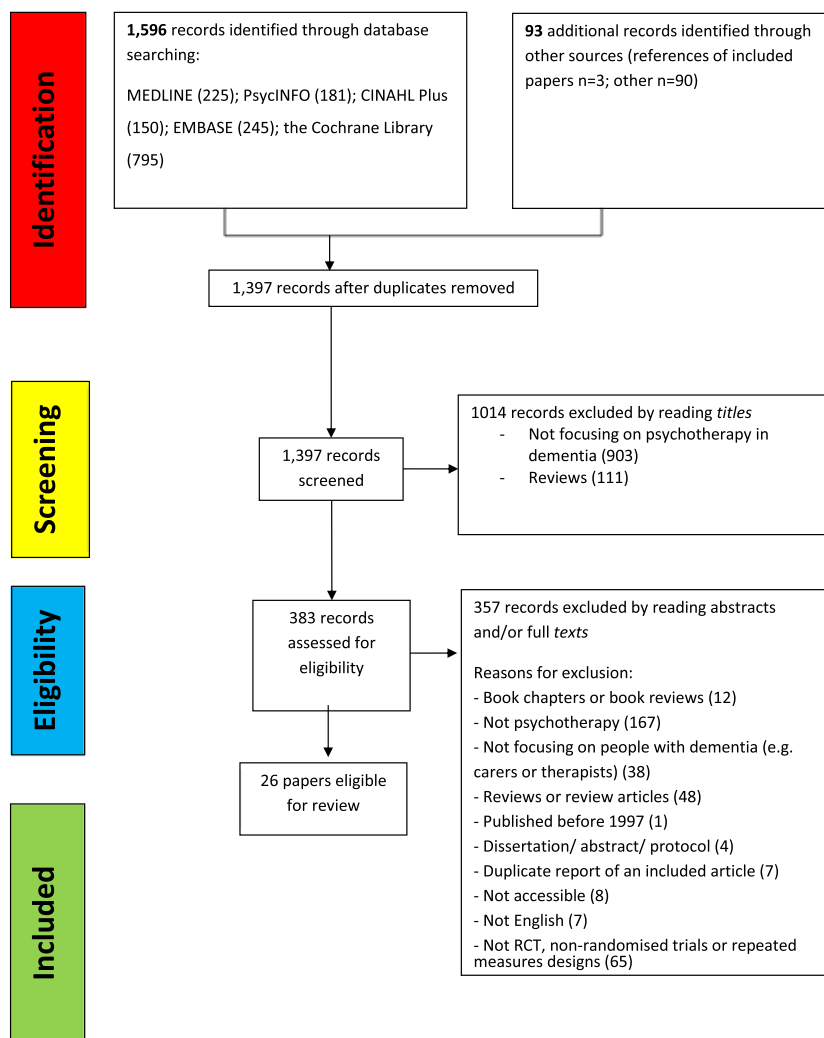 Identification
1,596 records identified through database
searching:
MEDLINE (225); PsycINFO (181); CINAHL Plus
(150); EMBASE (245); the Cochrane Library
(795)
93 additional records identified through
other sources (references of included
papers n=3; other n=90)
1,397 records after duplicates removed
Screening
1,397 records
screened
1014 records excluded by reading titles
- Not focusing on psychotherapy in
dementia (903)
- Reviews (111)
Eligibility
383 records
assessed for
eligibility
357 records excluded by reading abstracts
and/or full texts
Reasons for exclusion:
- Book chapters or book reviews (12)
- Not psychotherapy (167)
- Not focusing on people with dementia (e.g.
carers or therapists) (38)
- Reviews or review articles (48)
- Published before 1997 (1)
- Dissertation/ abstract/ protocol (4)
- Duplicate report of an included article (7)
- Not accessible (8)
- Not English (7)
- Not RCT, non-randomised trials or repeated
measures designs (65)
Included
26 papers eligible
for review